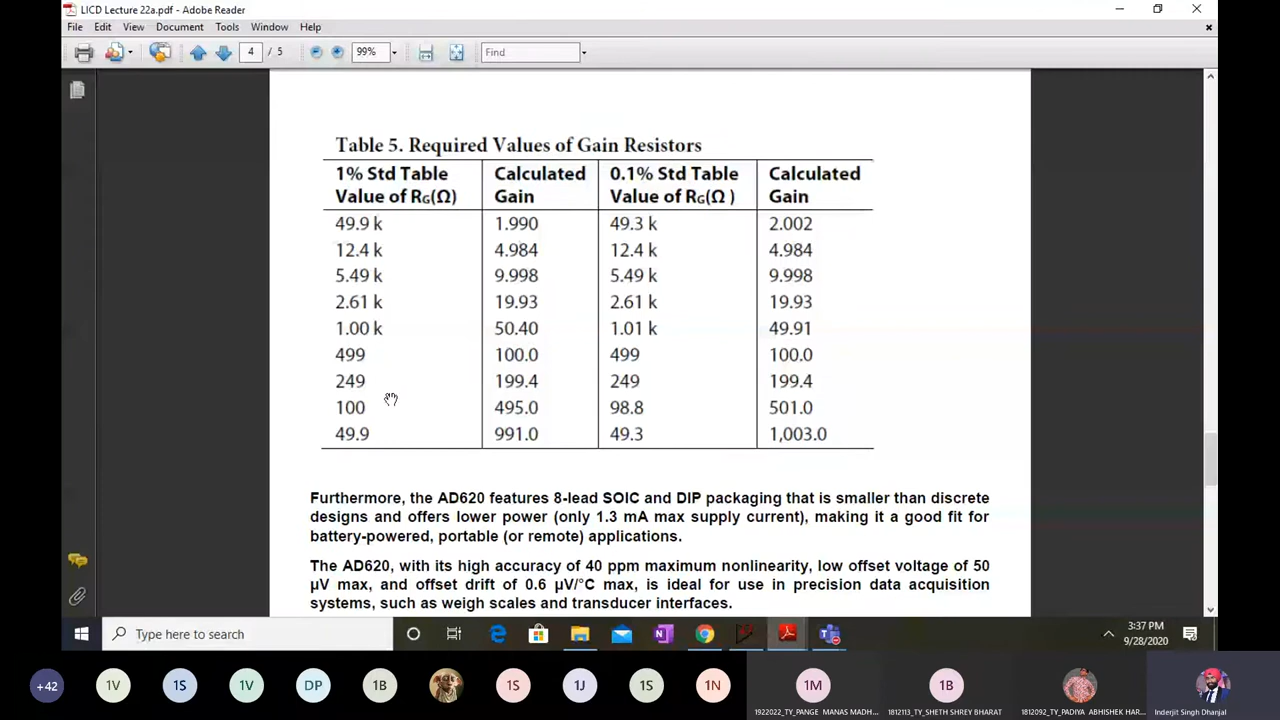 LICD Lecture 22a.pdf - Adobe Reader
File Edit View Document Tools Window Help
4 / 5 99% Find
Table 5. Required Values of Gain Resistors
1% Std Table Value of RG(Ω) Calculated Gain 0.1% Std Table Value of RG(Ω ) Calculated Gain
49.9 k 1.990 49.3 k 2.002
12.4 k 4.984 12.4 k 4.984
5.49 k 9.998 5.49 k 9.998
2.61 k 19.93 2.61 k 19.93
1.00 k 50.40 1.01 k 49.91
499 100.0 499 100.0
249 199.4 249 199.4
100 495.0 98.8 501.0
49.9 991.0 49.3 1,003.0
Furthermore, the AD620 features 8-lead SOIC and DIP packaging that is smaller than discrete
designs and offers lower power (only 1.3 mA max supply current), making it a good fit for
battery-powered, portable (or remote) applications.
The AD620, with its high accuracy of 40 ppm maximum nonlinearity, low offset voltage of 50
µV max, and offset drift of 0.6 µV/°C max, is ideal for use in precision data acquisition
systems, such as weigh scales and transducer interfaces.
Type here to search
3:37 PM
9/28/2020
+42 1V 1S 1V DP 1B 1S 1J 1S 1N 1M 1B
1922022_TY_PANGE MANAS MADH... 1812113_TY_SHETH SHREY BHARAT 1812092_TY_PADIYA ABHISHEK HAR... Inderjit Singh Dhanjal